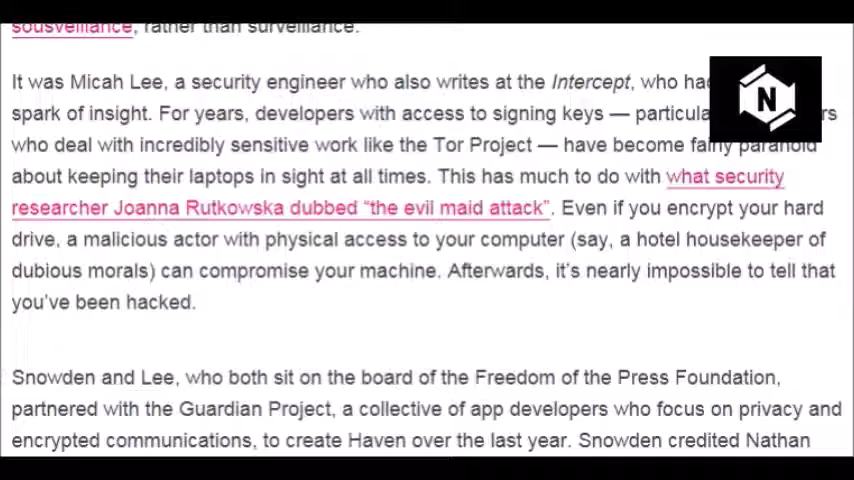 sousveillance, rather than surveillance.
It was Micah Lee, a security engineer who also writes at the Intercept, who had
spark of insight. For years, developers with access to signing keys — particula rs
who deal with incredibly sensitive work like the Tor Project — have become fairly paranoid
about keeping their laptops in sight at all times. This has much to do with what security
researcher Joanna Rutkowska dubbed “the evil maid attack”. Even if you encrypt your hard
drive, a malicious actor with physical access to your computer (say, a hotel housekeeper of
dubious morals) can compromise your machine. Afterwards, it’s nearly impossible to tell that
you’ve been hacked.
Snowden and Lee, who both sit on the board of the Freedom of the Press Foundation,
partnered with the Guardian Project, a collective of app developers who focus on privacy and
encrypted communications, to create Haven over the last year. Snowden credited Nathan
N